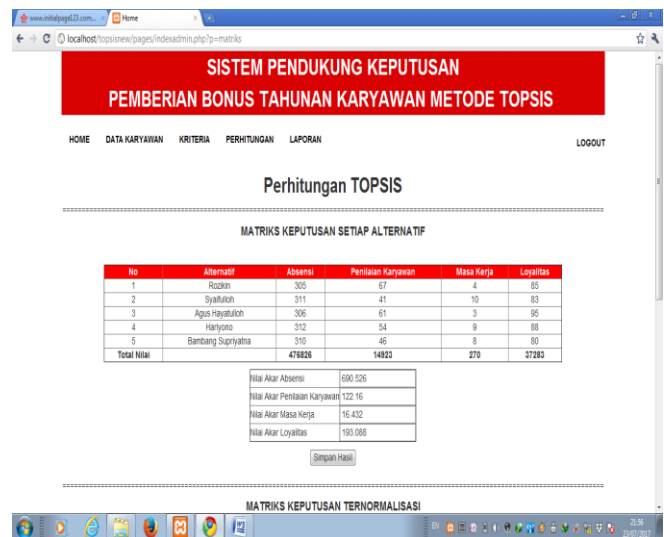 www.initialpage123.com...
Home
localhost/topsisnew/pages/indexadmin.php?p=matriks
SISTEM PENDUKUNG KEPUTUSAN
PEMBERIAN BONUS TAHUNAN KARYAWAN METODE TOPSIS
HOME DATA KARYAWAN KRITERIA PERHITUNGAN LAPORAN LOGOUT
Perhitungan TOPSIS
MATRIKS KEPUTUSAN SETIAP ALTERNATIF
No Alternatif Absensi Penilaian Karyawan Masa Kerja Loyalitas
1 Rozikin 305 67 4 85
2 Syaifulloh 311 41 10 83
3 Agus Hayatulloh 306 61 3 95
4 Hariyono 312 54 9 88
5 Bambang Supriyatna 310 46 8 80
Total Nilai 476826 14923 270 37283
Nilai Akar Absensi 690.526
Nilai Akar Penilaian Karyawan 122.16
Nilai Akar Masa Kerja 16.432
Nilai Akar Loyalitas 193.088
Simpan Hasil
MATRIKS KEPUTUSAN TERNORMALISASI
EN 21:56
23/07/2017